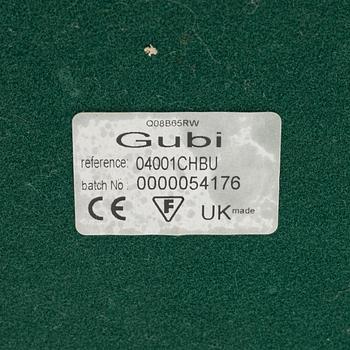 Q08B65RW
Gubi
reference: 04001CHBU
batch No : 0000054176
CE F UK made